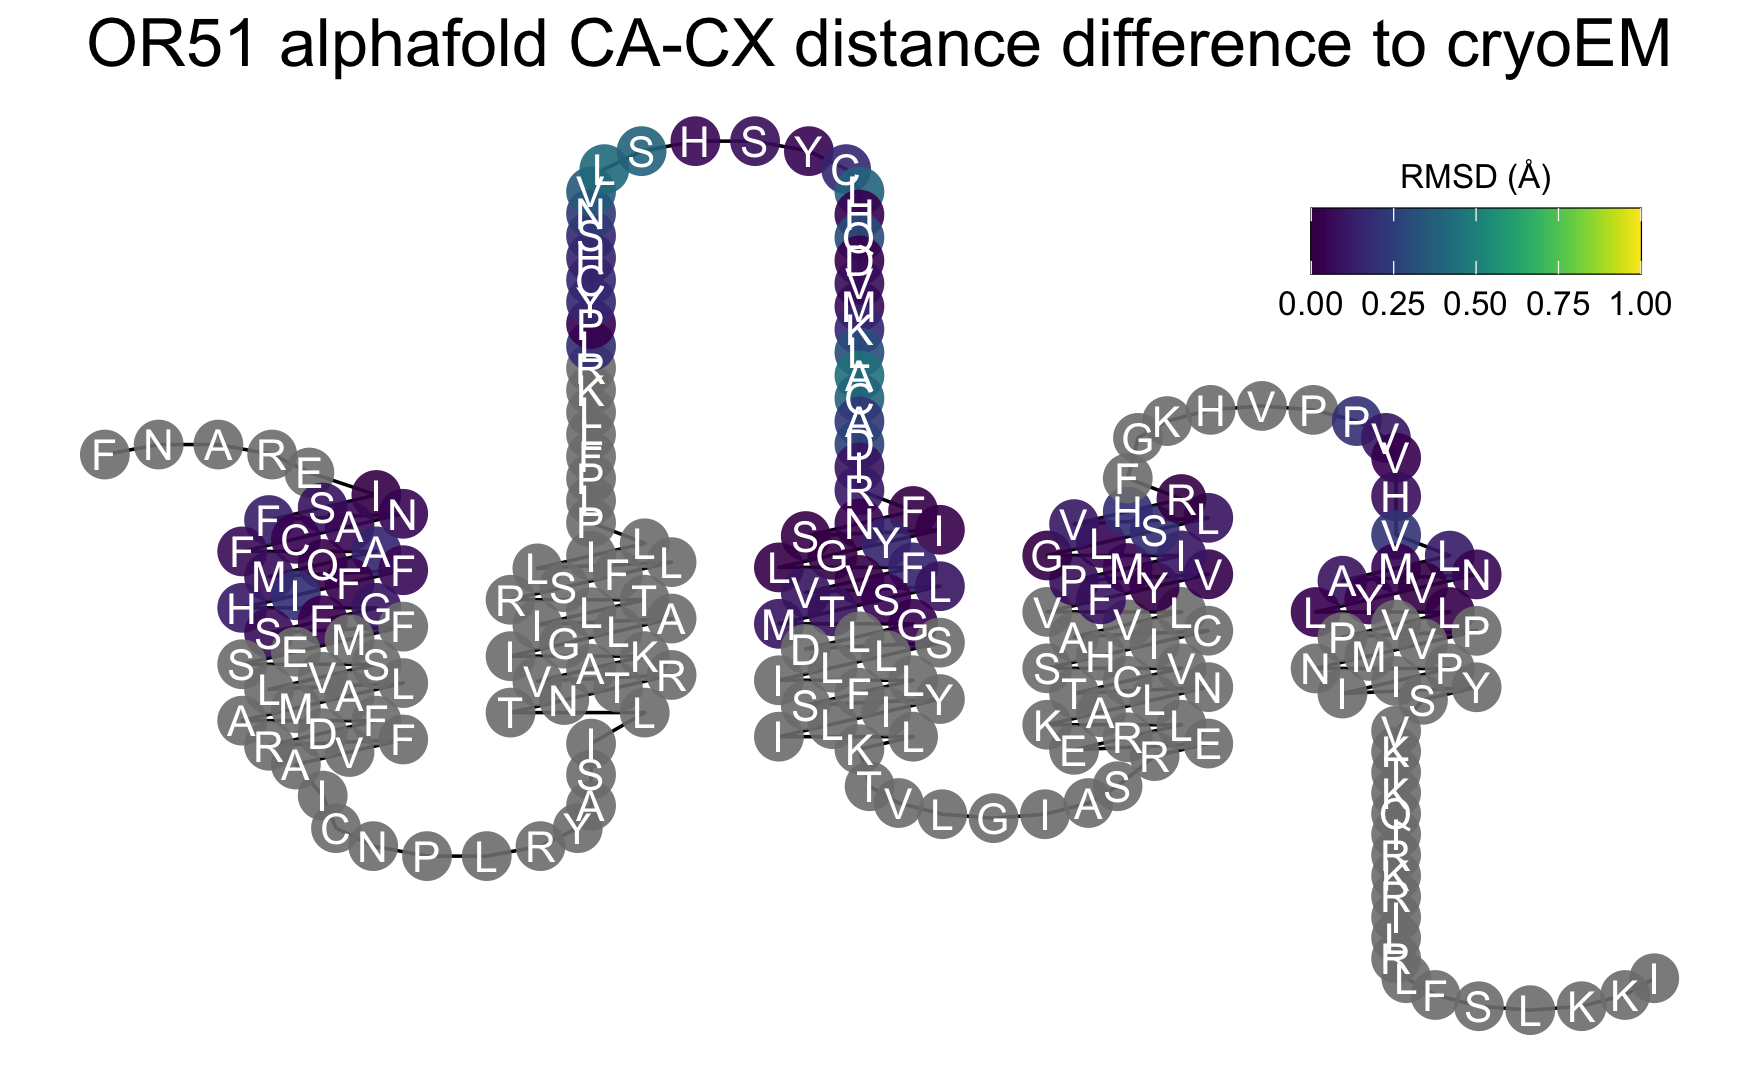 OR51 alphafold CA-CX distance difference to cryoEM
RMSD (Å)
0.00 0.25 0.50 0.75 1.00
L S H S Y C
V
N
S
H
C
Y
P
I
R
K
L
E
P
L
P
I
H
Q
D
V
M
K
L
A
C
A
D
I
R
N
F N A R E
S I N
F C A
F Q A F
M I F
H F G F
S E M
S V S
L A L
A M F
R D F
A V
I
C N P L R Y A S I
I L L
L S F
R L T
I L A
I G K
V A R
T N T L
F I
S G Y
L V F
V T S L
M G
D L L S
I L L
S F Y
I L I L
K
T V L G I A S
G K H V P P V V H V
F
H R
V S L
G L I
P M V
F Y
V V L
A I C
S H V
T C N
K A L
E R L E
R
M L
A V N
L Y L
P V V P
N M P
I I Y
S
V
K
Q
R
K
R
I
L
R
L F S L K K I